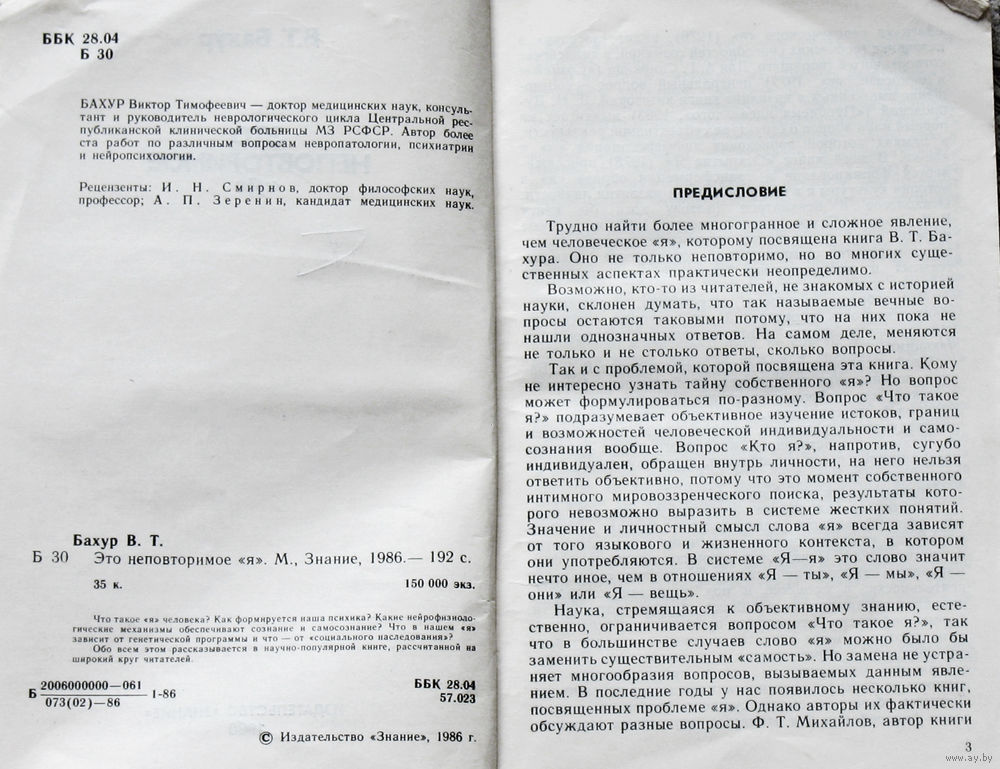 ББК 28.04
Б 30
БАХУР Виктор Тимофеевич — доктор медицинских наук, консуль-
тант и руководитель неврологического цикла Центральной рес-
публиканской клинической больницы МЗ РСФСР. Автор более
ста работ по различным вопросам невропатологии, психиатрии
и нейропсихологии.
Рецензенты: И. Н. Смирнов, доктор философских наук,
профессор; А. П. Зеренин, кандидат медицинских наук.
Бахур В. Т.
Б 30 Это неповторимое «я». М., Знание, 1986.— 192 с.
35 к. 150 000 экз.
Что такое «я» человека? Как формируется наша психика? Какие нейрофизиоло-
гические механизмы обеспечивают сознание и самосознание? Что в нашем «я»
зависит от генетической программы и что — от «социального наследования»?
Обо всем этом рассказывается в научно-популярной книге, рассчитанной на
широкий круг читателей.
Б 2006000000—061 1-86
073(02)—86
ББК 28.04
57.023
© Издательство «Знание», 1986 г.
ПРЕДИСЛОВИЕ
Трудно найти более многогранное и сложное явление,
чем человеческое «я», которому посвящена книга В. Т. Ба-
хура. Оно не только неповторимо, но во многих суще-
ственных аспектах практически неопределимо.
Возможно, кто-то из читателей, не знакомых с историей
науки, склонен думать, что так называемые вечные во-
просы остаются таковыми потому, что на них пока не
нашли однозначных ответов. На самом деле, меняются
не только и не столько ответы, сколько вопросы.
Так и с проблемой, которой посвящена эта книга. Кому
не интересно узнать тайну собственного «я»? Но вопрос
может формулироваться по-разному. Вопрос «Что такое
я?» подразумевает объективное изучение истоков, границ
и возможностей человеческой индивидуальности и само-
сознания вообще. Вопрос «Кто я?», напротив, сугубо
индивидуален, обращен внутрь личности, на него нельзя
ответить объективно, потому что это момент собственного
интимного мировоззренческого поиска, результаты кото-
рого невозможно выразить в системе жестких понятий.
Значение и личностный смысл слова «я» всегда зависят
от того языкового и жизненного контекста, в котором
они употребляются. В системе «Я—я» это слово значит
нечто иное, чем в отношениях «Я — ты», «Я — мы», «Я —
они» или «Я — вещь».
Наука, стремящаяся к объективному знанию, есте-
ственно, ограничивается вопросом «Что такое я?», так
что в большинстве случаев слово «я» можно было бы
заменить существительным «самость». Но замена не устра-
няет многообразия вопросов, вызываемых данным явле-
нием. В последние годы у нас появилось несколько книг,
посвященных проблеме «я». Однако авторы их фактически
обсуждают разные вопросы. Ф. Т. Михайлов, автор книги
3
www.ay.by